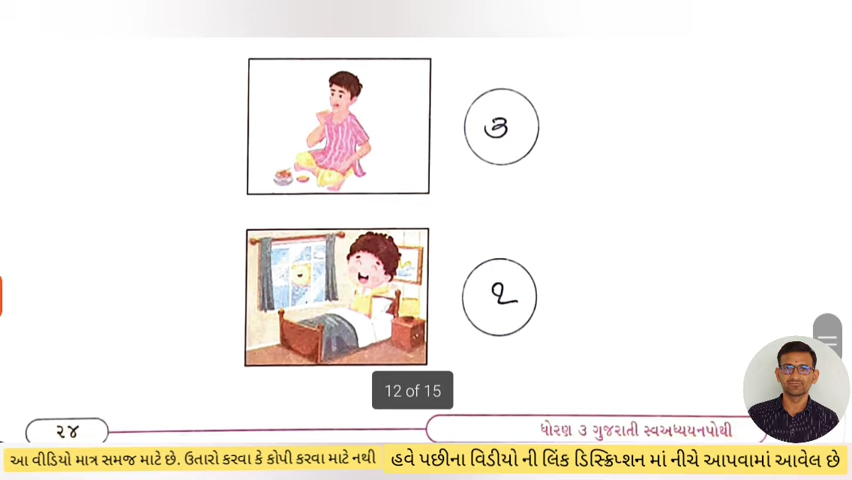 ૩
૧
12 of 15
૨૪
ધોરણ ૩ ગુજરાતી સ્વઅધ્યયનપોથી
આ વીડિયો માત્ર સમજ માટે છે. ઉતારો કરવા કે કોપી કરવા માટે નથી
હવે પછીના વિડીયો ની લિંક ડિસ્ક્રિપ્શન માં નીચે આપવામાં આવેલ છે